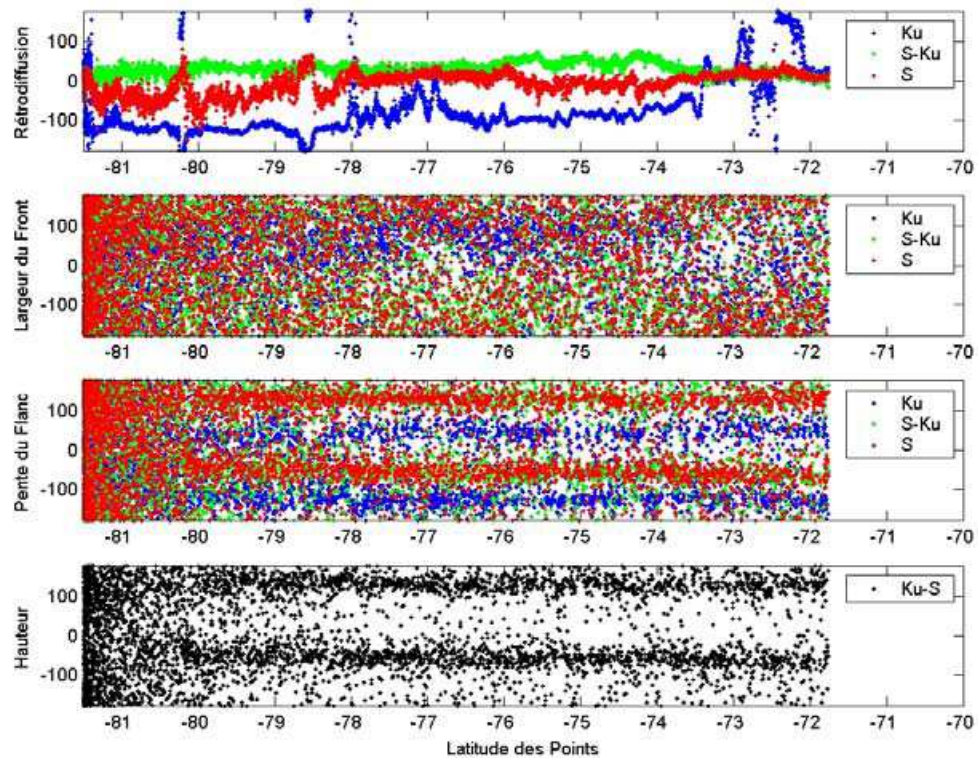 Rétrodiffusion
100
0
-100
Ku
S-Ku
S
-81 -80 -79 -78 -77 -76 -75 -74 -73 -72 -71 -70
Largeur du Front
100
0
-100
Ku
S-Ku
S
-81 -80 -79 -78 -77 -76 -75 -74 -73 -72 -71 -70
Pente du Flanc
100
0
-100
Ku
S-Ku
S
-81 -80 -79 -78 -77 -76 -75 -74 -73 -72 -71 -70
Hauteur
100
0
-100
Ku-S
-81 -80 -79 -78 -77 -76 -75 -74 -73 -72 -71 -70
Latitude des Points